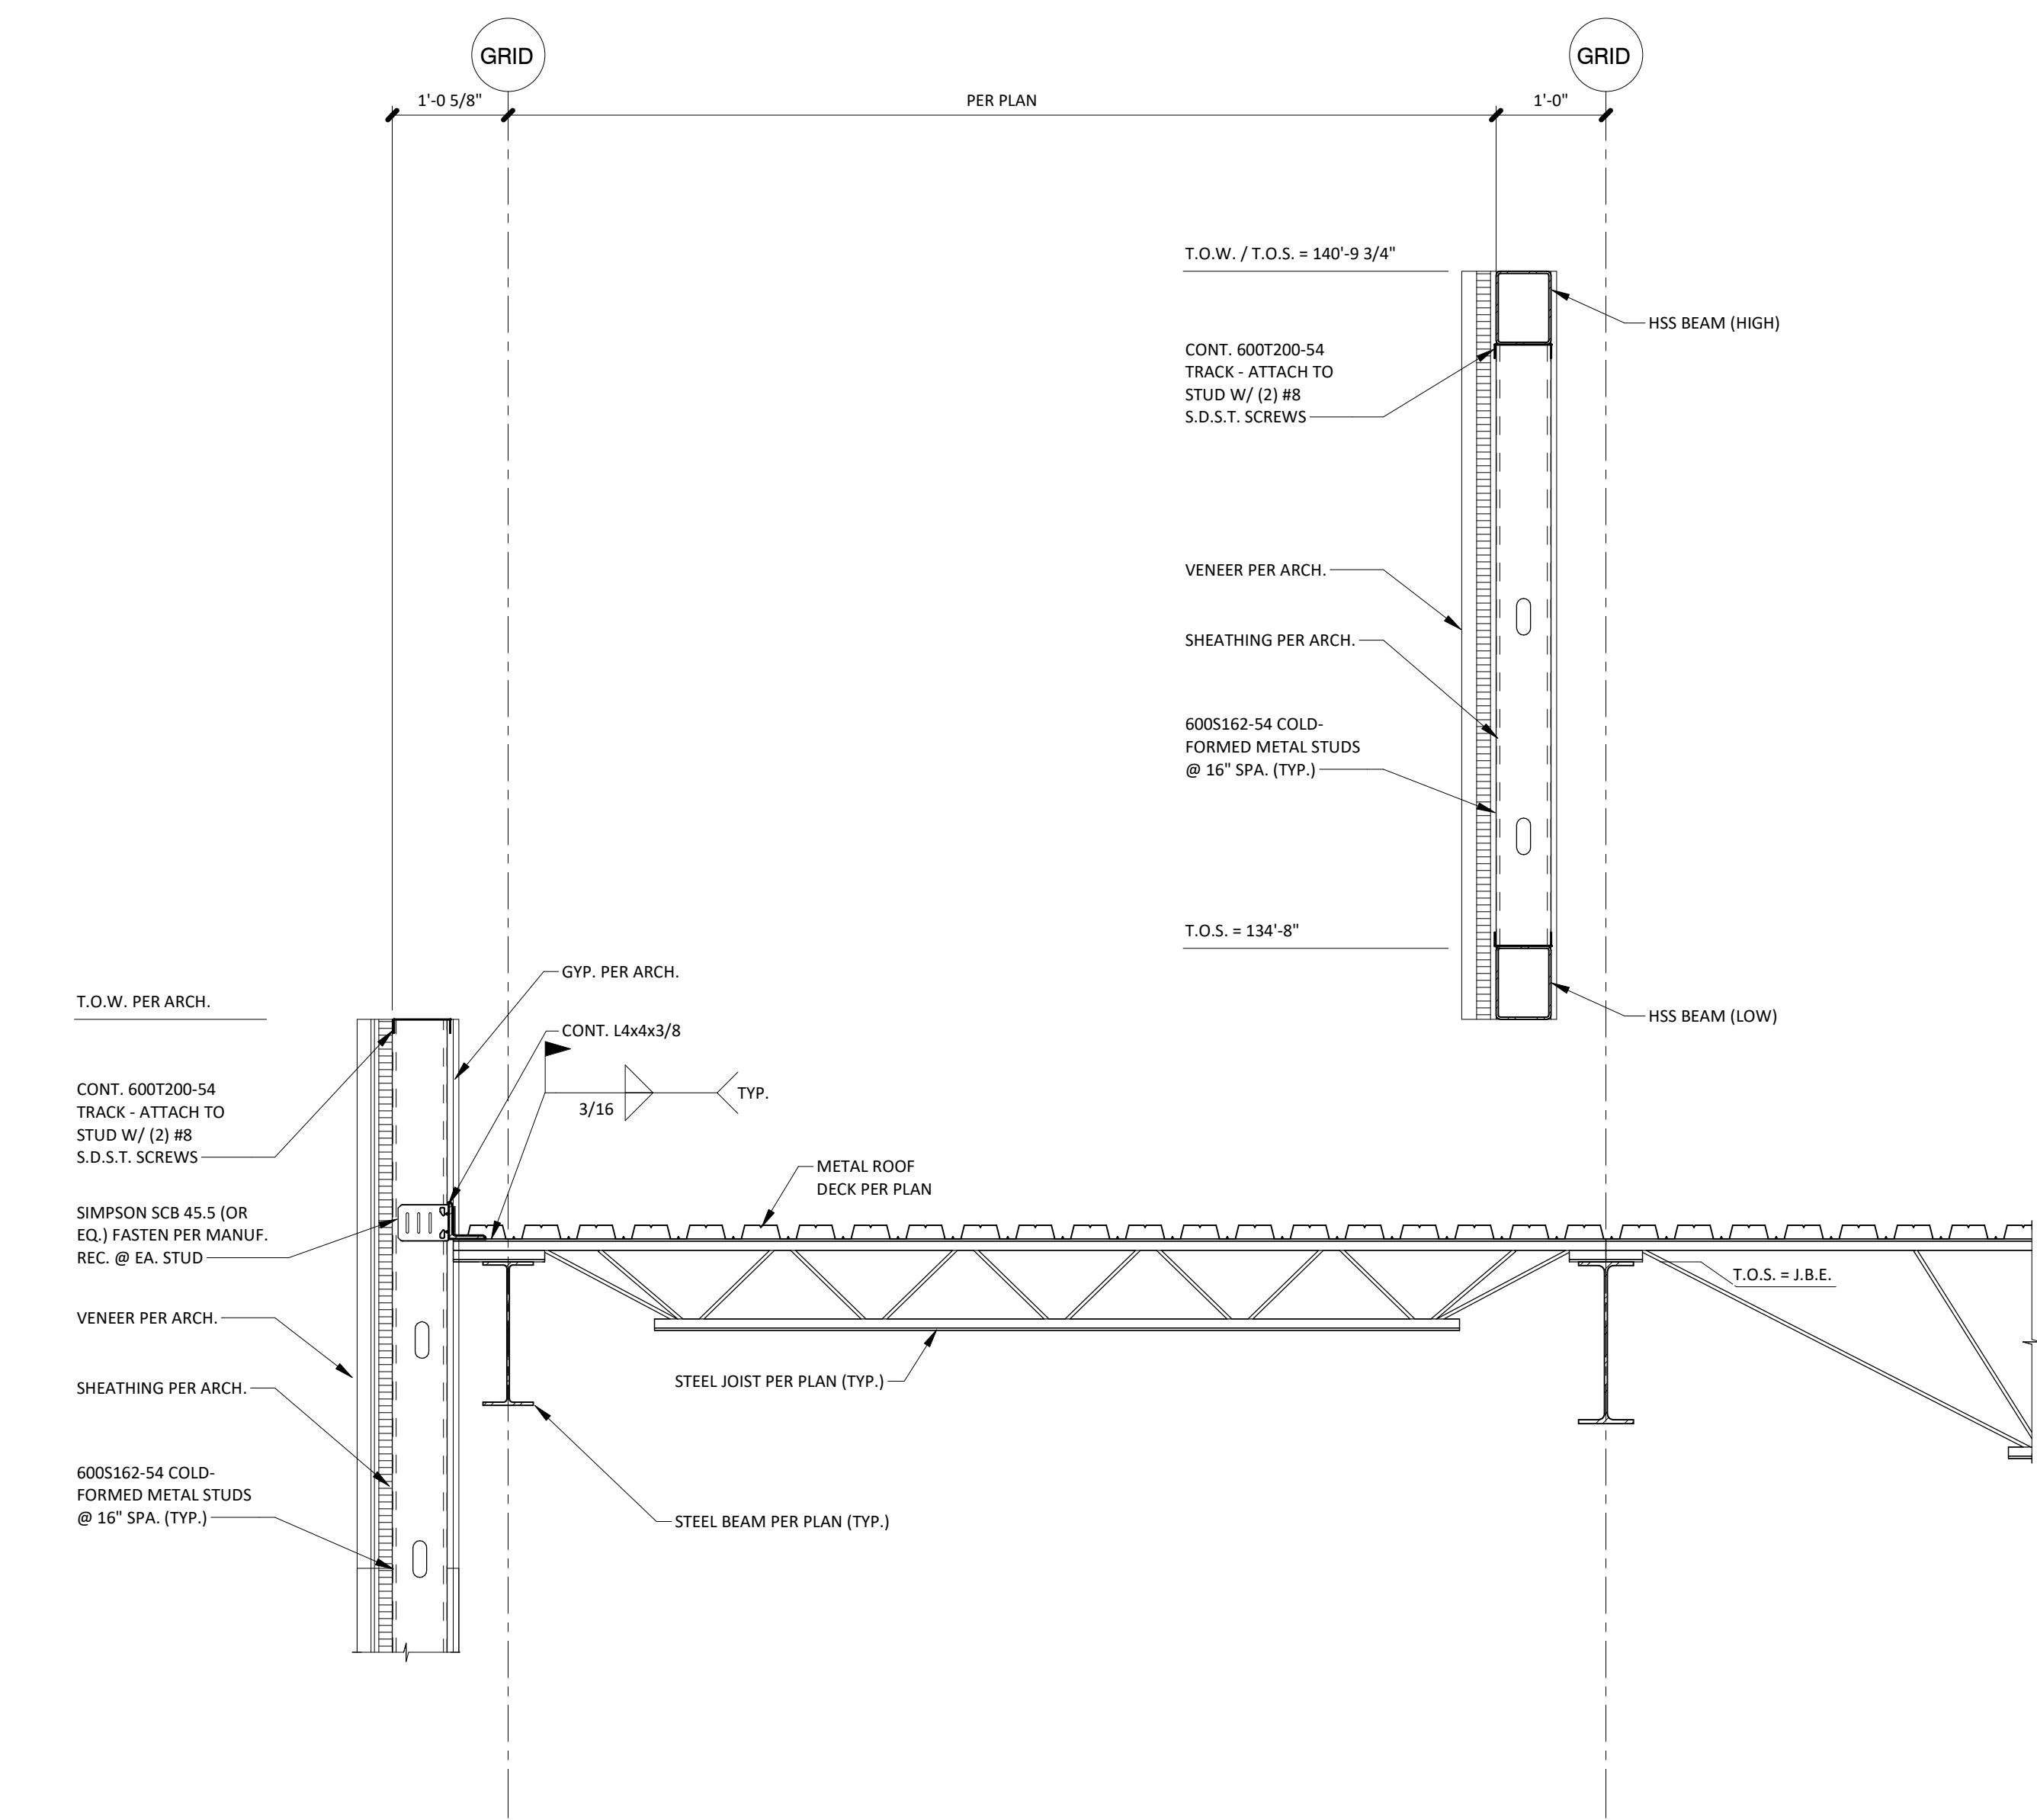 GRID
GRID
1'-0 5/8"
PER PLAN
1'-0"
T.O.W. / T.O.S. = 140'-9 3/4"
HSS BEAM (HIGH)
CONT. 600T200-54
TRACK - ATTACH TO
STUD W/ (2) #8
S.D.S.T. SCREWS
VENEER PER ARCH.
SHEATHING PER ARCH.
600S162-54 COLD-
FORMED METAL STUDS
@ 16" SPA. (TYP.)
T.O.S. = 134'-8"
HSS BEAM (LOW)
GYP. PER ARCH.
T.O.W. PER ARCH.
CONT. L4x4x3/8
3/16
TYP.
CONT. 600T200-54
TRACK - ATTACH TO
STUD W/ (2) #8
S.D.S.T. SCREWS
METAL ROOF
DECK PER PLAN
SIMPSON SCB 45.5 (OR
EQ.) FASTEN PER MANUF.
REC. @ EA. STUD
T.O.S. = J.B.E.
VENEER PER ARCH.
STEEL JOIST PER PLAN (TYP.)
SHEATHING PER ARCH.
600S162-54 COLD-
FORMED METAL STUDS
@ 16" SPA. (TYP.)
STEEL BEAM PER PLAN (TYP.)